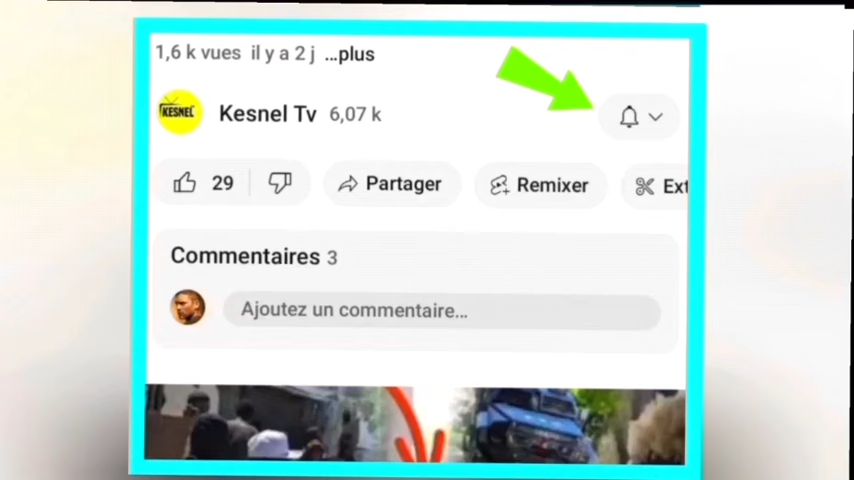 1,6 k vues il y a 2 j ...plus
KESNEL
Kesnel Tv 6,07 k
29 Partager Remixer Ext
Commentaires 3
Ajoutez un commentaire...